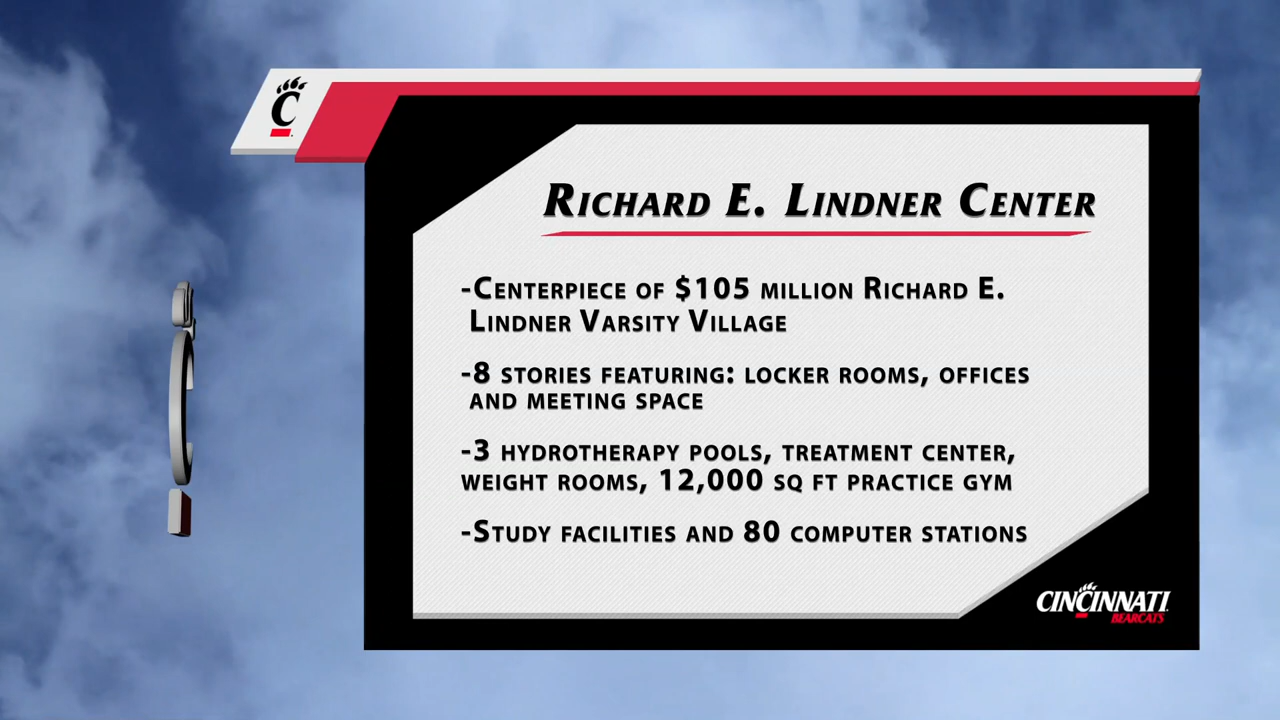 C
RICHARD E. LINDNER CENTER
-CENTERPIECE OF $105 MILLION RICHARD E.
LINDNER VARSITY VILLAGE
-8 STORIES FEATURING: LOCKER ROOMS, OFFICES
AND MEETING SPACE
-3 HYDROTHERAPY POOLS, TREATMENT CENTER,
WEIGHT ROOMS, 12,000 SQ FT PRACTICE GYM
-STUDY FACILITIES AND 80 COMPUTER STATIONS
CINCINNATI
BEARCATS